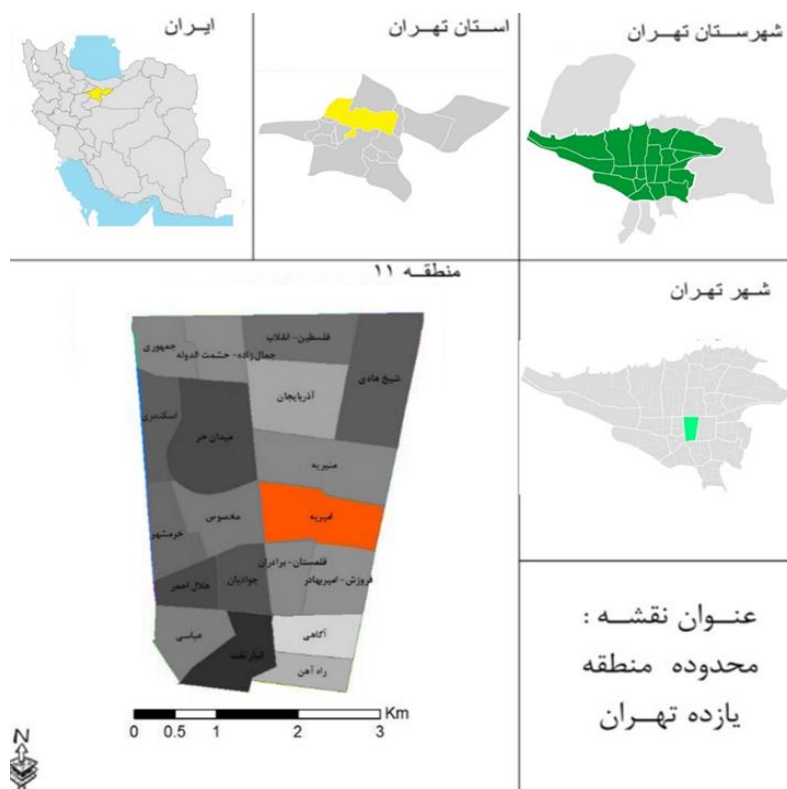 شهرستان تهران
استان تهران
ایران
منطقه ۱۱
شهر تهران
فلسطین - انقلاب
جمهوری
جمال زاده - حشمت الدوله
شیخ هادی
آذربایجان
اسکندری
میدان حر
منیریه
مخصوص
امیریه
خرمشهر
قلمستان - برادران
جوادیان
فروزش - امیربهادر
هلال احمر
عباسی
آگاهی
انبار نفت
راه آهن
0 0.5 1 2 3 Km
N
عنوان نقشه :
محدوده منطقه
یازده تهران